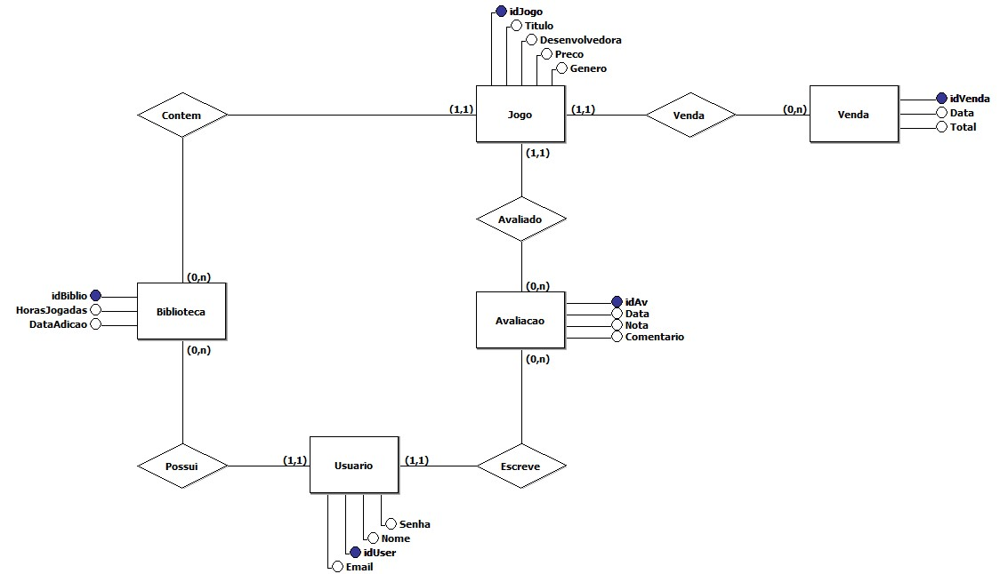 idJogo
Titulo
Desenvolvedora
Preco
Genero
Contem
(1,1)
Jogo
(1,1)
Venda
(0,n)
Venda
idVenda
Data
Total
(1,1)
Avaliado
(0,n)
(0,n)
idBiblio
HorasJogadas
DataAdicao
Biblioteca
(0,n)
Avaliacao
idAv
Data
Nota
Comentario
(0,n)
Possui
(1,1)
Usuario
(1,1)
Escreve
Senha
Nome
idUser
Email